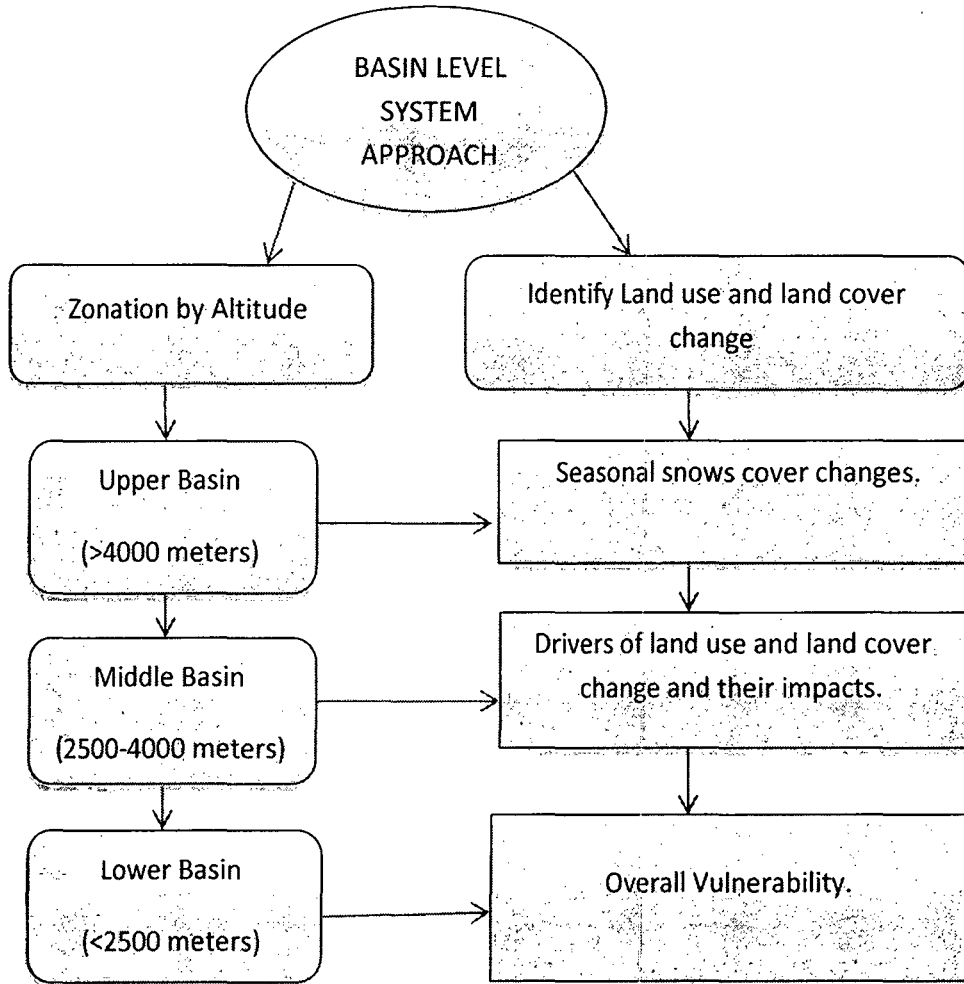 BASIN LEVEL
SYSTEM
APPROACH
Zonation by Altitude
Identify Land use and land cover
change
Upper Basin
(>4000 meters)
Seasonal snows cover changes.
Middle Basin
(2500-4000 meters)
Drivers of land use and land cover
change and their impacts.
Lower Basin
(<2500 meters)
Overall Vulnerability.